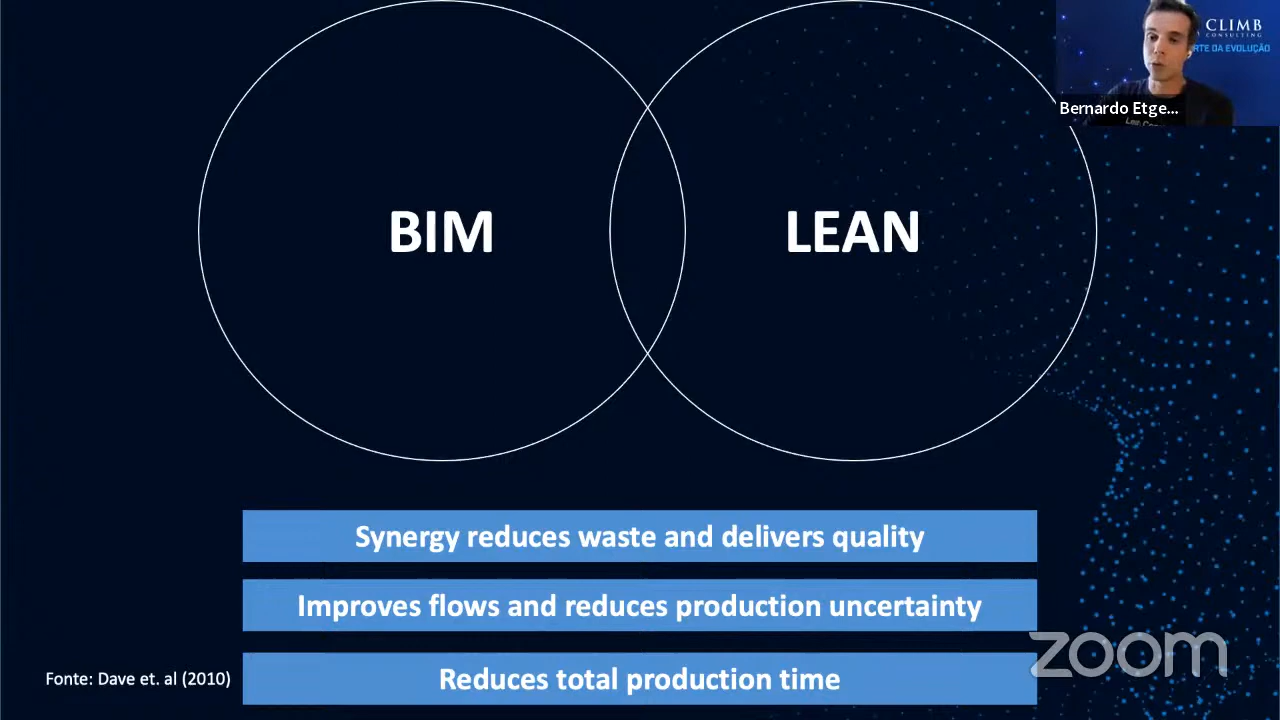 CLIMB
CONSULTING
RTE DA EVOLUÇÃO
Bernardo Etge...
BIM
LEAN
Synergy reduces waste and delivers quality
Improves flows and reduces production uncertainty
Reduces total production time
Fonte: Dave et. al (2010)
zoom